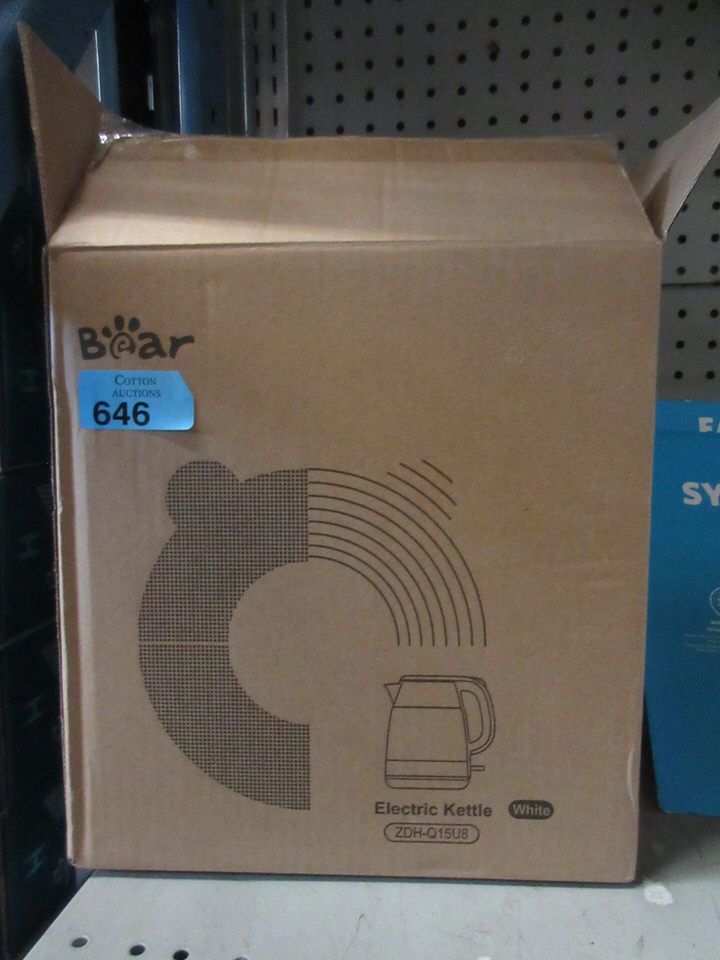 Bear
COTTON
AUCTIONS
646
Electric Kettle White
ZDH-Q15U8
SY